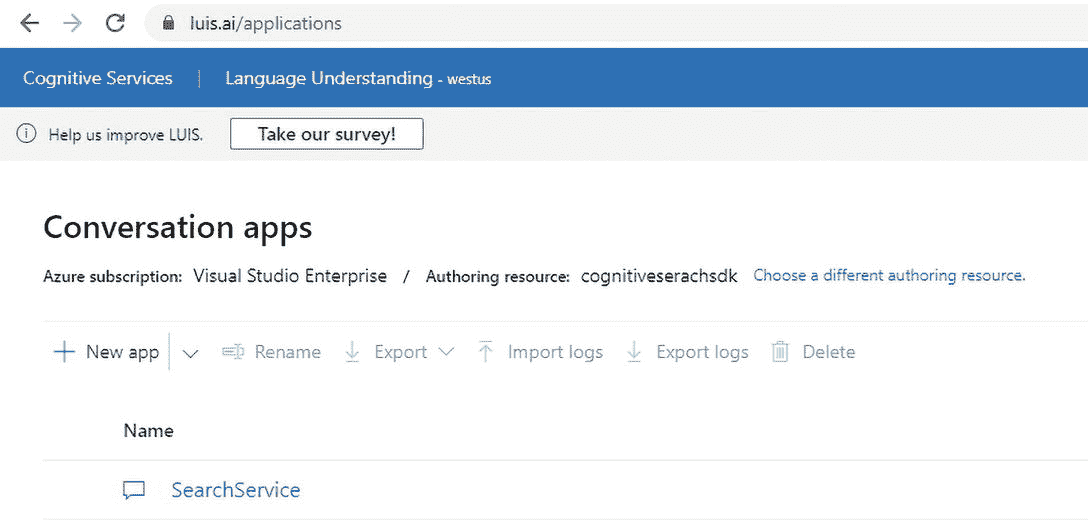 luis.ai/applications
Cognitive Services | Language Understanding - westus
Help us improve LUIS. Take our survey!
Conversation apps
Azure subscription: Visual Studio Enterprise / Authoring resource: cognitiveserachsdk Choose a different authoring resource.
New app Rename Export Import logs Export logs Delete
Name
SearchService